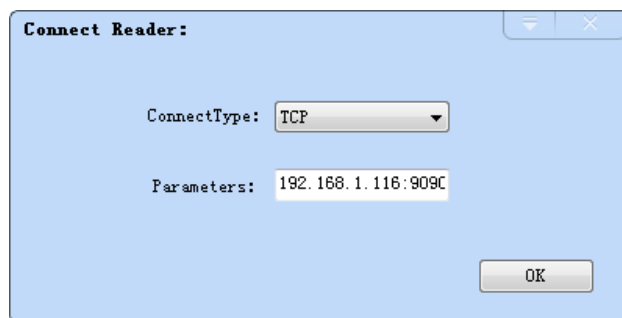 Connect Reader:
ConnectType: TCP
Parameters: 192.168.1.116:9090
OK